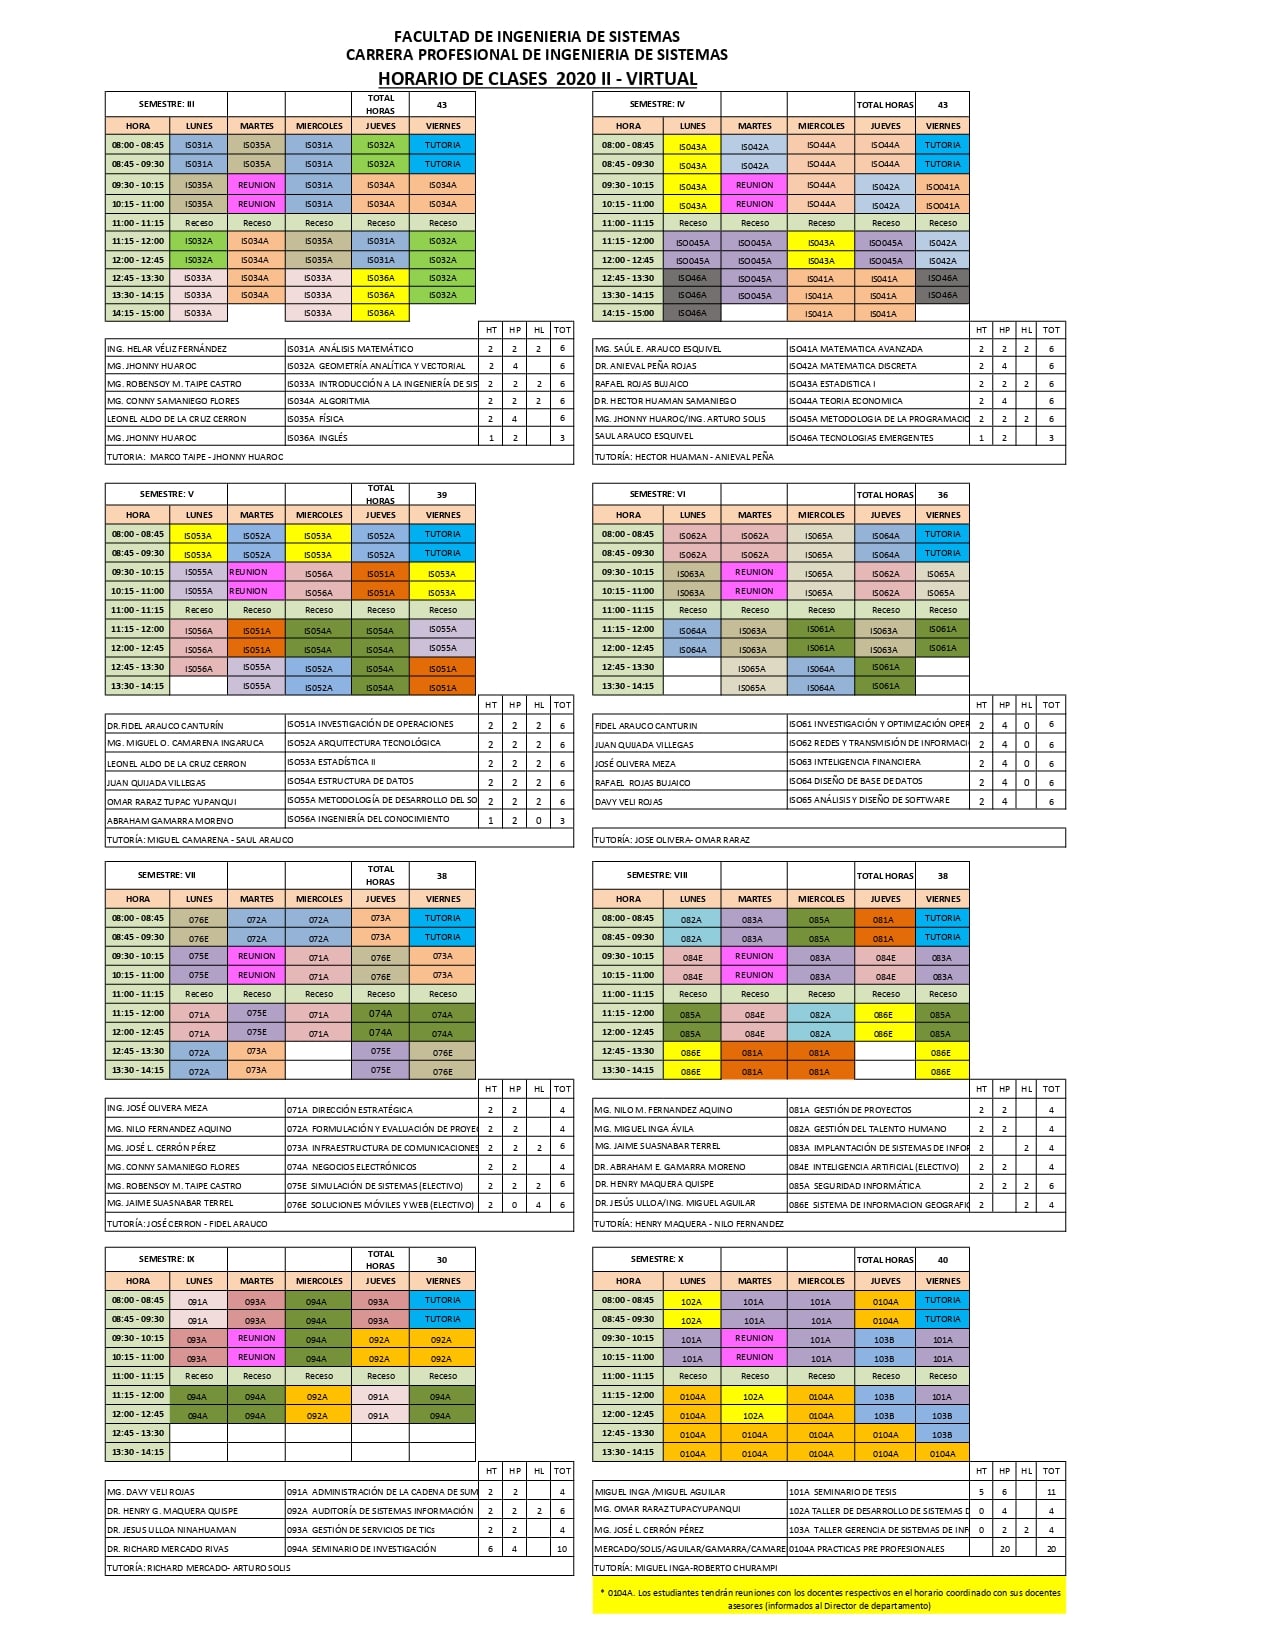 FACULTAD DE INGENIERIA DE SISTEMAS
CARRERA PROFESIONAL DE INGENIERIA DE SISTEMAS
HORARIO DE CLASES 2020 II - VIRTUAL
SEMESTRE: III TOTAL HORAS 43
HORA LUNES MARTES MIERCOLES JUEVES VIERNES
08:00 - 08:45 IS031A IS035A IS031A IS032A TUTORIA
08:45 - 09:30 IS031A IS035A IS031A IS032A TUTORIA
09:30 - 10:15 IS035A REUNION IS031A IS034A IS034A
10:15 - 11:00 IS035A REUNION IS031A IS034A IS034A
11:00 - 11:15 Receso Receso Receso Receso Receso
11:15 - 12:00 IS032A IS034A IS035A IS031A IS032A
12:00 - 12:45 IS032A IS034A IS035A IS031A IS032A
12:45 - 13:30 IS033A IS034A IS033A IS036A IS032A
13:30 - 14:15 IS033A IS034A IS033A IS036A IS032A
14:15 - 15:00 IS033A IS033A IS036A
HT HP HL TOT
ING. HELAR VÉLIZ FERNÁNDEZ IS031A ANÁLISIS MATEMÁTICO 2 2 2 6
MG. JHONNY HUAROC IS032A GEOMETRÍA ANALÍTICA Y VECTORIAL 2 4 6
MG. ROBENSOY M. TAIPE CASTRO IS033A INTRODUCCIÓN A LA INGENIERÍA DE SIS 2 2 2 6
MG. CONNY SAMANIEGO FLORES IS034A ALGORITMIA 2 2 2 6
LEONEL ALDO DE LA CRUZ CERRON IS035A FÍSICA 2 4 6
MG. JHONNY HUAROC IS036A INGLÉS 1 2 3
TUTORIA: MARCO TAIPE - JHONNY HUAROC
SEMESTRE: IV TOTAL HORAS 43
HORA LUNES MARTES MIERCOLES JUEVES VIERNES
08:00 - 08:45 IS043A IS042A ISO44A ISO44A TUTORIA
08:45 - 09:30 IS043A IS042A ISO44A ISO44A TUTORIA
09:30 - 10:15 IS043A REUNION ISO44A IS042A ISO041A
10:15 - 11:00 IS043A REUNION ISO44A IS042A ISO041A
11:00 - 11:15 Receso Receso Receso Receso Receso
11:15 - 12:00 ISO045A ISO045A IS043A ISO045A IS042A
12:00 - 12:45 ISO045A ISO045A IS043A ISO045A IS042A
12:45 - 13:30 ISO46A ISO045A IS041A IS041A ISO46A
13:30 - 14:15 ISO46A ISO045A IS041A IS041A ISO46A
14:15 - 15:00 ISO46A IS041A IS041A
HT HP HL TOT
MG. SAÚL E. ARAUCO ESQUIVEL ISO41A MATEMATICA AVANZADA 2 2 2 6
DR. ANIEVAL PEÑA ROJAS ISO42A MATEMATICA DISCRETA 2 4 6
RAFAEL ROJAS BUJAICO ISO43A ESTADISTICA I 2 2 2 6
DR. HECTOR HUAMAN SAMANIEGO ISO44A TEORIA ECONOMICA 2 4 6
MG. JHONNY HUAROC/ING. ARTURO SOLIS ISO45A METODOLOGIA DE LA PROGRAMACIO 2 2 2 6
SAUL ARAUCO ESQUIVEL ISO46A TECNOLOGIAS EMERGENTES 1 2 3
TUTORÍA: HECTOR HUAMAN - ANIEVAL PEÑA
SEMESTRE: V TOTAL HORAS 39
HORA LUNES MARTES MIERCOLES JUEVES VIERNES
08:00 - 08:45 IS053A IS052A IS053A IS052A TUTORIA
08:45 - 09:30 IS053A IS052A IS053A IS052A TUTORIA
09:30 - 10:15 IS055A REUNION IS056A IS051A IS053A
10:15 - 11:00 IS055A REUNION IS056A IS051A IS053A
11:00 - 11:15 Receso Receso Receso Receso Receso
11:15 - 12:00 IS056A IS051A IS054A IS054A IS055A
12:00 - 12:45 IS056A IS051A IS054A IS054A IS055A
12:45 - 13:30 IS056A IS055A IS052A IS054A IS051A
13:30 - 14:15 IS055A IS052A IS054A IS051A
HT HP HL TOT
DR.FIDEL ARAUCO CANTURÍN ISO51A INVESTIGACIÓN DE OPERACIONES 2 2 2 6
MG. MIGUEL O. CAMARENA INGARUCA ISO52A ARQUITECTURA TECNOLÓGICA 2 2 2 6
LEONEL ALDO DE LA CRUZ CERRON ISO53A ESTADÍSTICA II 2 2 2 6
JUAN QUIJADA VILLEGAS ISO54A ESTRUCTURA DE DATOS 2 2 2 6
OMAR RARAZ TUPAC YUPANQUI ISO55A METODOLOGÍA DE DESARROLLO DEL SO 2 2 2 6
ABRAHAM GAMARRA MORENO ISO56A INGENIERÍA DEL CONOCIMIENTO 1 2 0 3
TUTORÍA: MIGUEL CAMARENA - SAUL ARAUCO
SEMESTRE: VI TOTAL HORAS 36
HORA LUNES MARTES MIERCOLES JUEVES VIERNES
08:00 - 08:45 IS062A IS062A IS065A IS064A TUTORIA
08:45 - 09:30 IS062A IS062A IS065A IS064A TUTORIA
09:30 - 10:15 IS063A REUNION IS065A IS062A IS065A
10:15 - 11:00 IS063A REUNION IS065A IS062A IS065A
11:00 - 11:15 Receso Receso Receso Receso Receso
11:15 - 12:00 IS064A IS063A IS061A IS063A IS061A
12:00 - 12:45 IS064A IS063A IS061A IS063A IS061A
12:45 - 13:30 IS065A IS064A IS061A
13:30 - 14:15 IS065A IS064A IS061A
HT HP HL TOT
FIDEL ARAUCO CANTURIN ISO61 INVESTIGACIÓN Y OPTIMIZACIÓN OPER 2 4 0 6
JUAN QUIJADA VILLEGAS ISO62 REDES Y TRANSMISIÓN DE INFORMACI 2 4 0 6
JOSÉ OLIVERA MEZA ISO63 INTELIGENCIA FINANCIERA 2 4 0 6
RAFAEL ROJAS BUJAICO ISO64 DISEÑO DE BASE DE DATOS 2 4 0 6
DAVY VELI ROJAS ISO65 ANÁLISIS Y DISEÑO DE SOFTWARE 2 4 6
TUTORÍA: JOSE OLIVERA- OMAR RARAZ
SEMESTRE: VII TOTAL HORAS 38
HORA LUNES MARTES MIERCOLES JUEVES VIERNES
08:00 - 08:45 076E 072A 072A 073A TUTORIA
08:45 - 09:30 076E 072A 072A 073A TUTORIA
09:30 - 10:15 075E REUNION 071A 076E 073A
10:15 - 11:00 075E REUNION 071A 076E 073A
11:00 - 11:15 Receso Receso Receso Receso Receso
11:15 - 12:00 071A 075E 071A 074A 074A
12:00 - 12:45 071A 075E 071A 074A 074A
12:45 - 13:30 072A 073A 075E 076E
13:30 - 14:15 072A 073A 075E 076E
HT HP HL TOT
ING. JOSÉ OLIVERA MEZA 071A DIRECCIÓN ESTRATÉGICA 2 2 4
MG. NILO FERNANDEZ AQUINO 072A FORMULACIÓN Y EVALUACIÓN DE PROYE 2 2 4
MG. JOSÉ L. CERRÓN PÉREZ 073A INFRAESTRUCTURA DE COMUNICACIONES 2 2 2 6
MG. CONNY SAMANIEGO FLORES 074A NEGOCIOS ELECTRÓNICOS 2 2 4
MG. ROBENSOY M. TAIPE CASTRO 075E SIMULACIÓN DE SISTEMAS (ELECTIVO) 2 2 2 6
MG. JAIME SUASNABAR TERREL 076E SOLUCIONES MÓVILES Y WEB (ELECTIVO) 2 0 4 6
TUTORÍA: JOSÉ CERRON - FIDEL ARAUCO
SEMESTRE: VIII TOTAL HORAS 38
HORA LUNES MARTES MIERCOLES JUEVES VIERNES
08:00 - 08:45 082A 083A 085A 081A TUTORIA
08:45 - 09:30 082A 083A 085A 081A TUTORIA
09:30 - 10:15 084E REUNION 083A 084E 083A
10:15 - 11:00 084E REUNION 083A 084E 083A
11:00 - 11:15 Receso Receso Receso Receso Receso
11:15 - 12:00 085A 084E 082A 086E 085A
12:00 - 12:45 085A 084E 082A 086E 085A
12:45 - 13:30 086E 081A 081A 086E
13:30 - 14:15 086E 081A 081A 086E
HT HP HL TOT
MG. NILO M. FERNANDEZ AQUINO 081A GESTIÓN DE PROYECTOS 2 2 4
MG. MIGUEL INGA ÁVILA 082A GESTIÓN DEL TALENTO HUMANO 2 2 4
MG. JAIME SUASNABAR TERREL 083A IMPLANTACIÓN DE SISTEMAS DE INFOR 2 2 4
DR. ABRAHAM E. GAMARRA MORENO 084E INTELIGENCIA ARTIFICIAL (ELECTIVO) 2 2 4
DR. HENRY MAQUERA QUISPE 085A SEGURIDAD INFORMÁTICA 2 2 2 6
DR. JESÚS ULLOA/ING. MIGUEL AGUILAR 086E SISTEMA DE INFORMACION GEOGRAFIC 2 2 4
TUTORÍA: HENRY MAQUERA - NILO FERNANDEZ
SEMESTRE: IX TOTAL HORAS 30
HORA LUNES MARTES MIERCOLES JUEVES VIERNES
08:00 - 08:45 091A 093A 094A 093A TUTORIA
08:45 - 09:30 091A 093A 094A 093A TUTORIA
09:30 - 10:15 093A REUNION 094A 092A 092A
10:15 - 11:00 093A REUNION 094A 092A 092A
11:00 - 11:15 Receso Receso Receso Receso Receso
11:15 - 12:00 094A 094A 092A 091A 094A
12:00 - 12:45 094A 094A 092A 091A 094A
12:45 - 13:30
13:30 - 14:15
HT HP HL TOT
MG. DAVY VELI ROJAS 091A ADMINISTRACIÓN DE LA CADENA DE SUM 2 2 4
DR. HENRY G. MAQUERA QUISPE 092A AUDITORÍA DE SISTEMAS INFORMACIÓN 2 2 2 6
DR. JESUS ULLOA NINAHUAMAN 093A GESTIÓN DE SERVICIOS DE TICs 2 2 4
DR. RICHARD MERCADO RIVAS 094A SEMINARIO DE INVESTIGACIÓN 6 4 10
TUTORÍA: RICHARD MERCADO- ARTURO SOLIS
SEMESTRE: X TOTAL HORAS 40
HORA LUNES MARTES MIERCOLES JUEVES VIERNES
08:00 - 08:45 102A 101A 101A 0104A TUTORIA
08:45 - 09:30 102A 101A 101A 0104A TUTORIA
09:30 - 10:15 101A REUNION 101A 103B 101A
10:15 - 11:00 101A REUNION 101A 103B 101A
11:00 - 11:15 Receso Receso Receso Receso Receso
11:15 - 12:00 0104A 102A 0104A 103B 101A
12:00 - 12:45 0104A 102A 0104A 103B 103B
12:45 - 13:30 0104A 0104A 0104A 0104A 103B
13:30 - 14:15 0104A 0104A 0104A 0104A 0104A
HT HP HL TOT
MIGUEL INGA /MIGUEL AGUILAR 101A SEMINARIO DE TESIS 5 6 11
MG. OMAR RARAZ TUPACYUPANQUI 102A TALLER DE DESARROLLO DE SISTEMAS D 0 4 4
MG. JOSÉ L. CERRÓN PÉREZ 103A TALLER GERENCIA DE SISTEMAS DE INF 0 2 2 4
MERCADO/SOLIS/AGUILAR/GAMARRA/CAMARE 0104A PRACTICAS PRE PROFESIONALES 20 20
TUTORÍA: MIGUEL INGA-ROBERTO CHURAMPI
* 0104A. Los estudiantes tendrán reuniones con los docentes respectivos en el horario coordinado con sus docentes
asesores (informados al Director de departamento)